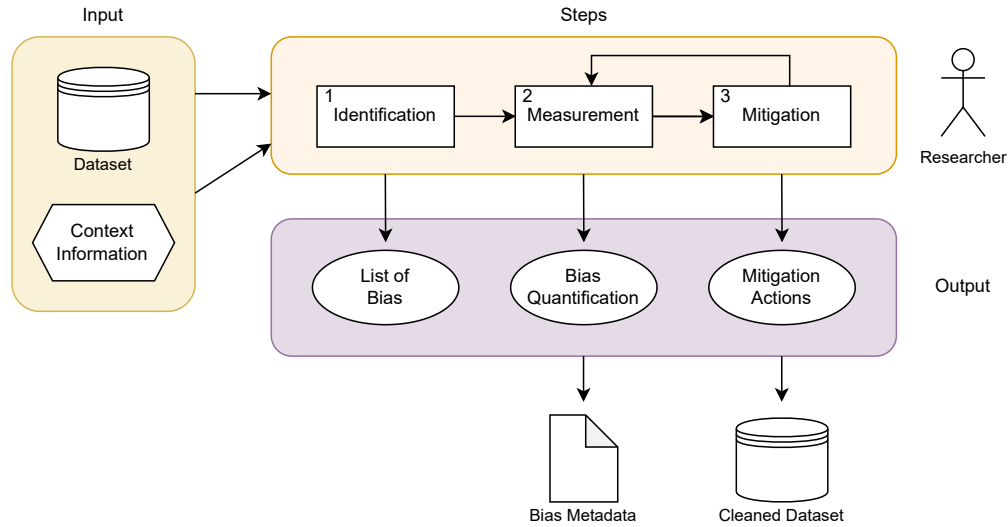 Input
Steps
Dataset
Context
Information
1
Identification
2
Measurement
3
Mitigation
Researcher
List of
Bias
Bias
Quantification
Mitigation
Actions
Output
Bias Metadata
Cleaned Dataset